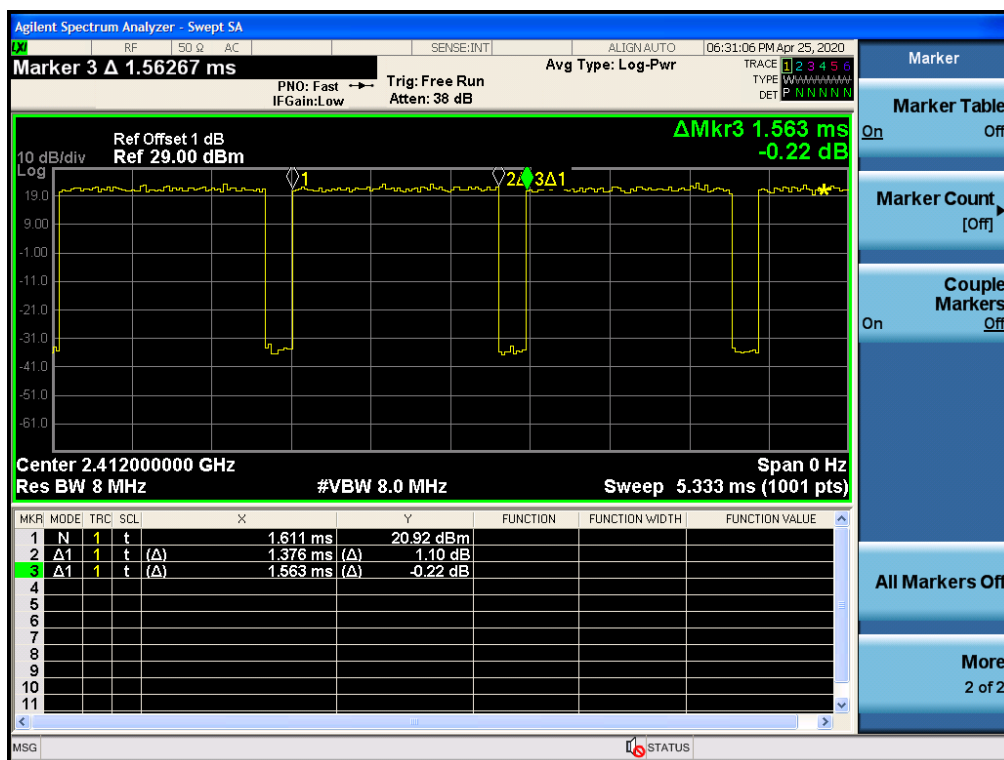 Agilent Spectrum Analyzer - Swept SA
LXI RF 50 Ω AC SENSE:INT ALIGN AUTO 06:31:06 PM Apr 25, 2020
Marker 3 Δ 1.56267 ms
PNO: Fast
IFGain:Low
Trig: Free Run
Atten: 38 dB
Avg Type: Log-Pwr
TRACE 1 2 3 4 5 6
TYPE WWWWWW
DET P N N N N N
ΔMkr3 1.563 ms
-0.22 dB
Ref Offset 1 dB
10 dB/div Ref 29.00 dBm
Log
1 2Δ 3Δ1
19.0
9.00
-1.00
-11.0
-21.0
-31.0
-41.0
-51.0
-61.0
Center 2.412000000 GHz Span 0 Hz
Res BW 8 MHz #VBW 8.0 MHz Sweep 5.333 ms (1001 pts)
MKR MODE TRC SCL X Y FUNCTION FUNCTION WIDTH FUNCTION VALUE
1 N 1 t 1.611 ms 20.92 dBm
2 Δ1 1 t (Δ) 1.376 ms (Δ) 1.10 dB
3 Δ1 1 t (Δ) 1.563 ms (Δ) -0.22 dB
4
5
6
7
8
9
10
11
MSG STATUS
Marker
Marker Table
On Off
Marker Count
[Off]
Couple
Markers
On Off
All Markers Off
More
2 of 2